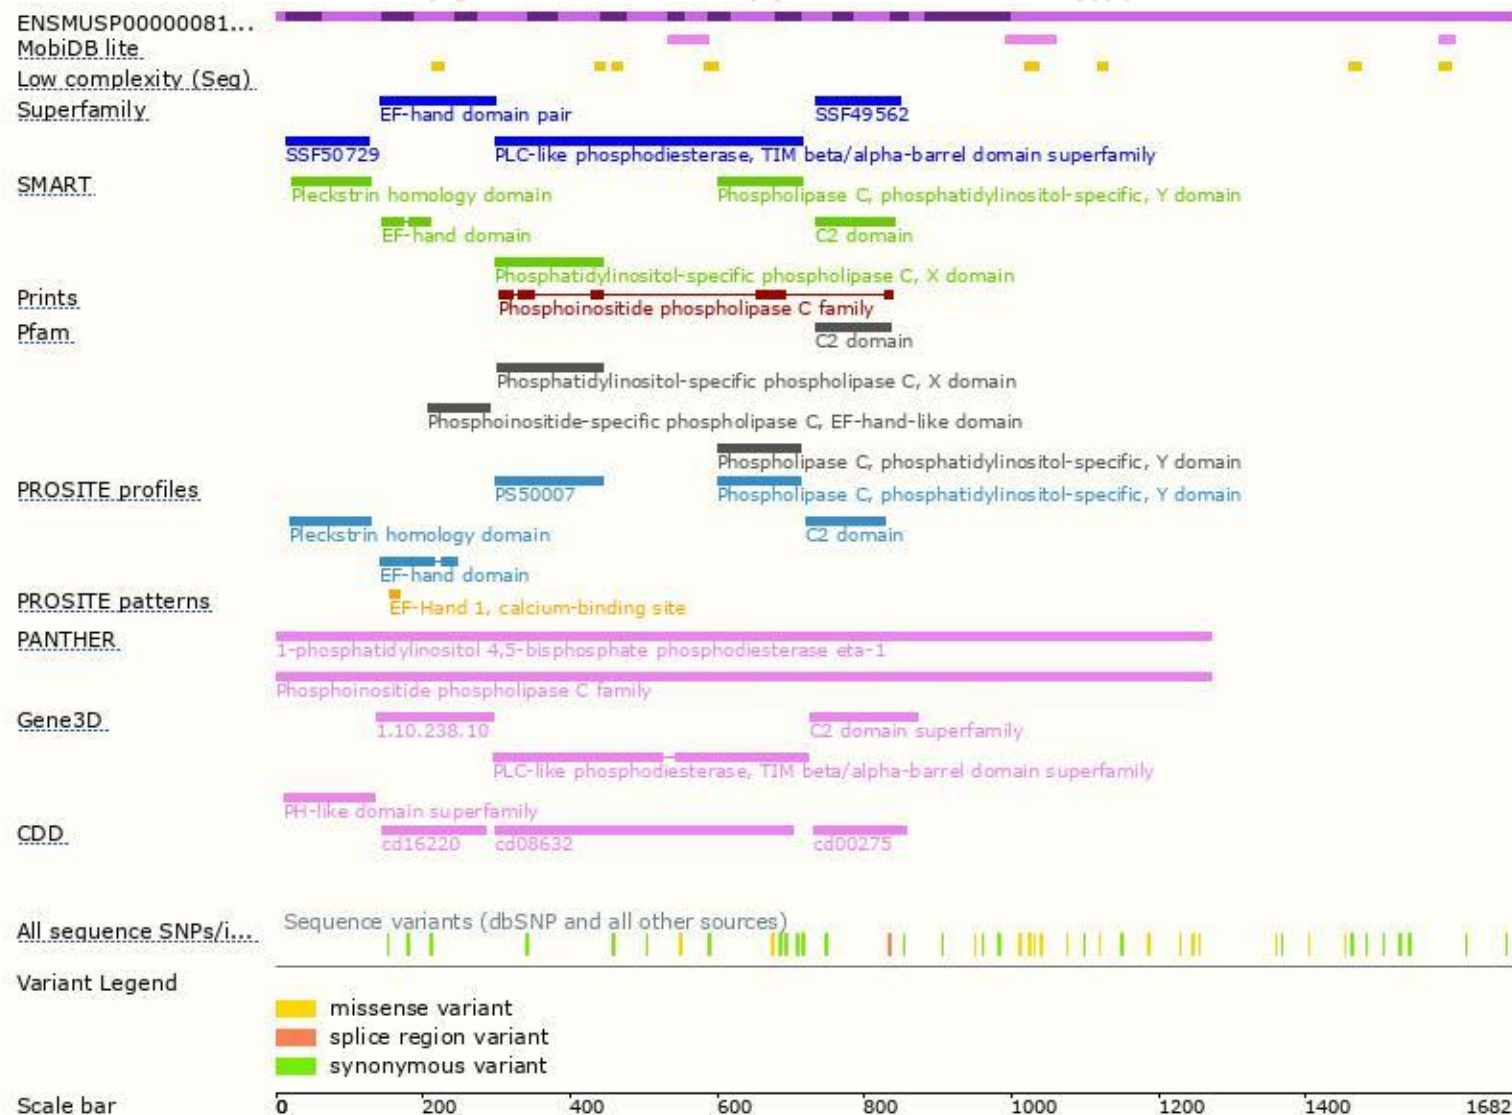 ENSMUSP00000081...
MobiDB lite
Low complexity (Seg)
Superfamily
EF-hand domain pair SSF49562
SSF50729 PLC-like phosphodiesterase, TIM beta/alpha-barrel domain superfamily
SMART
Pleckstrin homology domain Phospholipase C, phosphatidylinositol-specific, Y domain
EF-hand domain C2 domain
Phosphatidylinositol-specific phospholipase C, X domain
Prints
Phosphoinositide phospholipase C family
Pfam
C2 domain
Phosphatidylinositol-specific phospholipase C, X domain
Phosphoinositide-specific phospholipase C, EF-hand-like domain
Phospholipase C, phosphatidylinositol-specific, Y domain
PROSITE profiles
PS50007 Phospholipase C, phosphatidylinositol-specific, Y domain
Pleckstrin homology domain C2 domain
EF-hand domain
PROSITE patterns
EF-Hand 1, calcium-binding site
PANTHER
1-phosphatidylinositol 4,5-bisphosphate phosphodiesterase eta-1
Phosphoinositide phospholipase C family
Gene3D
1.10.238.10 C2 domain superfamily
PLC-like phosphodiesterase, TIM beta/alpha-barrel domain superfamily
PH-like domain superfamily
CDD
cd16220 cd08632 cd00275
Sequence variants (dbSNP and all other sources)
All sequence SNPs/i...
Variant Legend
missense variant
splice region variant
synonymous variant
Scale bar 0 200 400 600 800 1000 1200 1400 1682